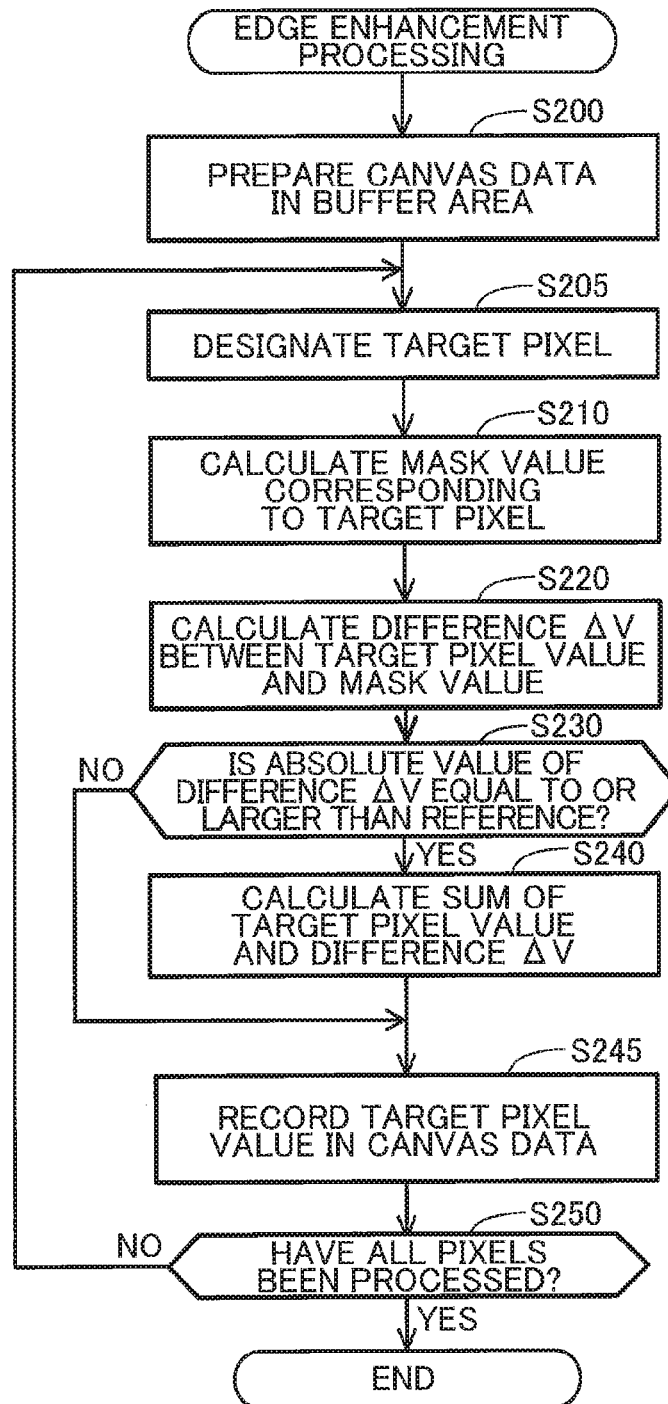 EDGE ENHANCEMENT
PROCESSING
S200
PREPARE CANVAS DATA
IN BUFFER AREA
S205
DESIGNATE TARGET PIXEL
S210
CALCULATE MASK VALUE
CORRESPONDING
TO TARGET PIXEL
S220
CALCULATE DIFFERENCE ΔV
BETWEEN TARGET PIXEL VALUE
AND MASK VALUE
S230
NO
IS ABSOLUTE VALUE OF
DIFFERENCE ΔV EQUAL TO OR
LARGER THAN REFERENCE?
YES
S240
CALCULATE SUM OF
TARGET PIXEL VALUE
AND DIFFERENCE ΔV
S245
RECORD TARGET PIXEL
VALUE IN CANVAS DATA
S250
NO
HAVE ALL PIXELS
BEEN PROCESSED?
YES
END